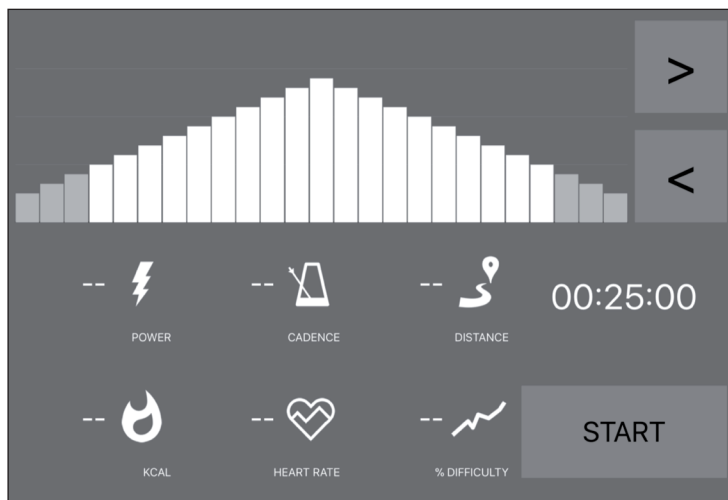 >
<
-- -- -- 00:25:00
POWER CADENCE DISTANCE
-- -- -- START
KCAL HEART RATE % DIFFICULTY